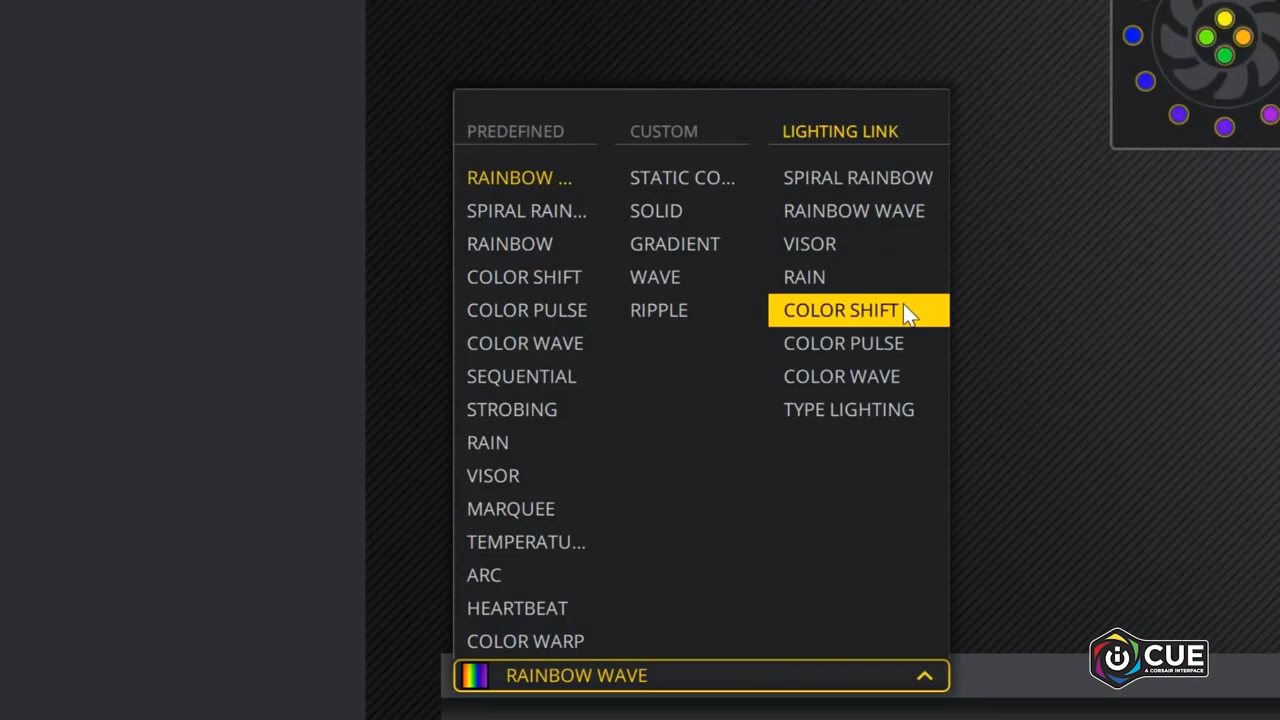 PREDEFINED
RAINBOW ...
SPIRAL RAIN...
RAINBOW
COLOR SHIFT
COLOR PULSE
COLOR WAVE
SEQUENTIAL
STROBING
RAIN
VISOR
MARQUEE
TEMPERATU...
ARC
HEARTBEAT
COLOR WARP
CUSTOM
STATIC CO...
SOLID
GRADIENT
WAVE
RIPPLE
LIGHTING LINK
SPIRAL RAINBOW
RAINBOW WAVE
VISOR
RAIN
COLOR SHIFT
COLOR PULSE
COLOR WAVE
TYPE LIGHTING
RAINBOW WAVE
iCUE
A CORSAIR INTERFACE